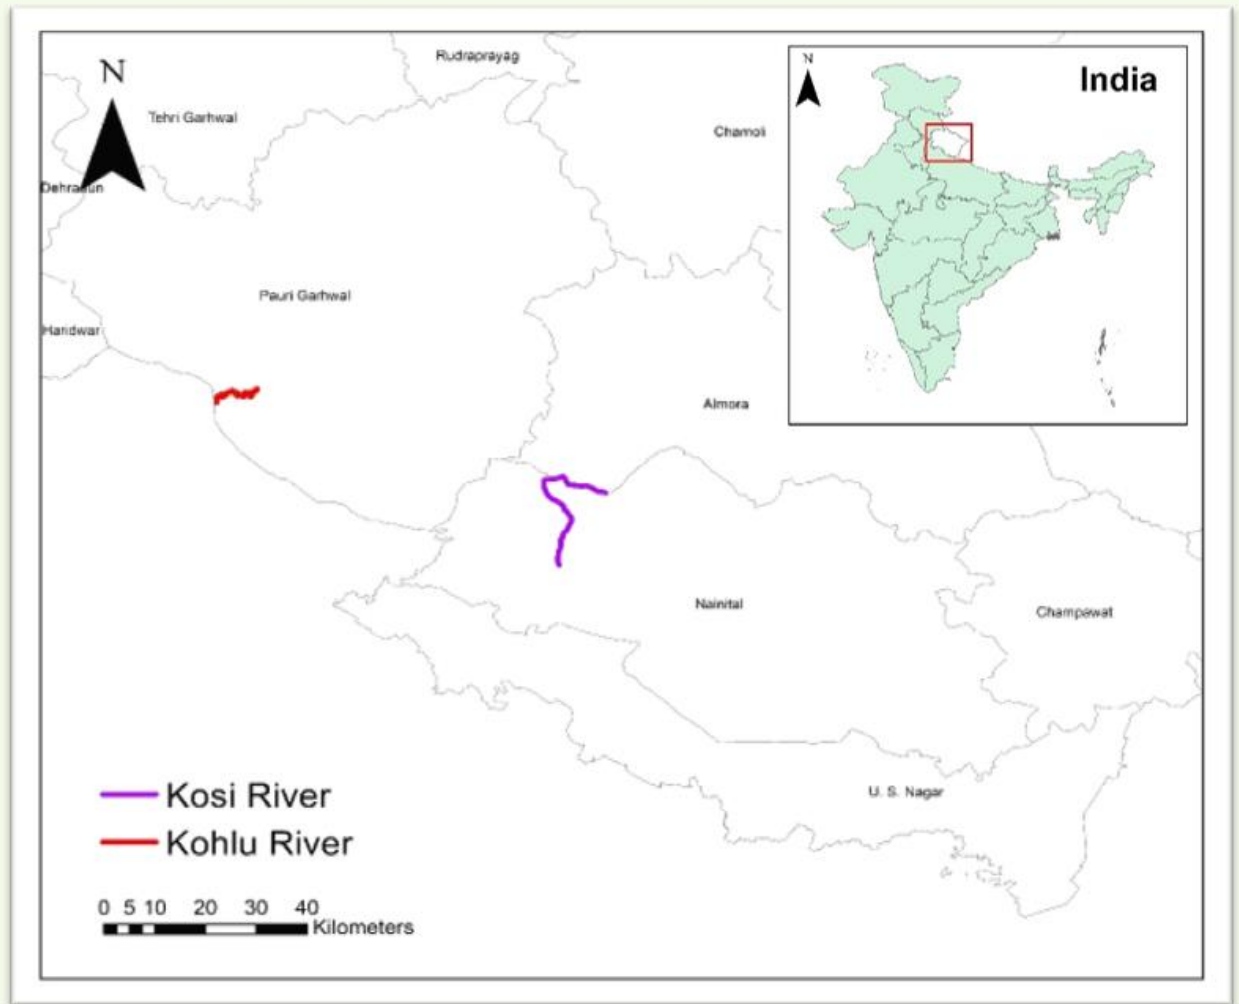 Rudraprayag
N
Tehri Garhwal
Chamoli
Dehradun
N
India
Pauri Garhwal
Haridwar
Almora
Nainital
Champawat
U. S. Nagar
Kosi River
Kohlu River
0 5 10 20 30 40
Kilometers